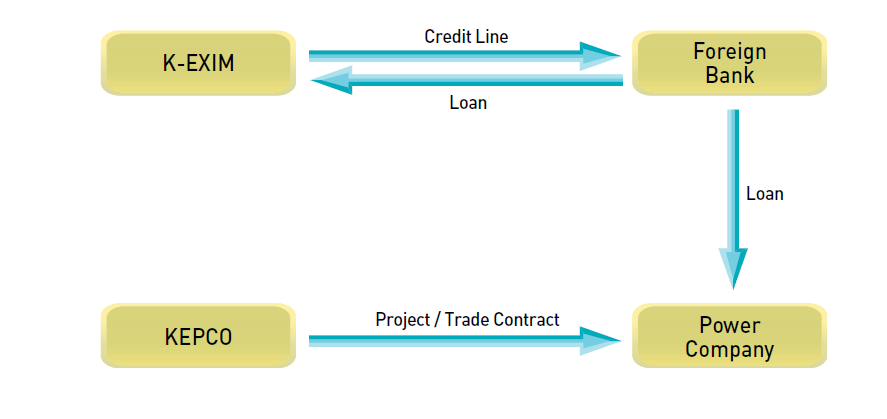 Credit Line
K-EXIM
Foreign
Bank
Loan
Loan
Project / Trade Contract
KEPCO
Power
Company